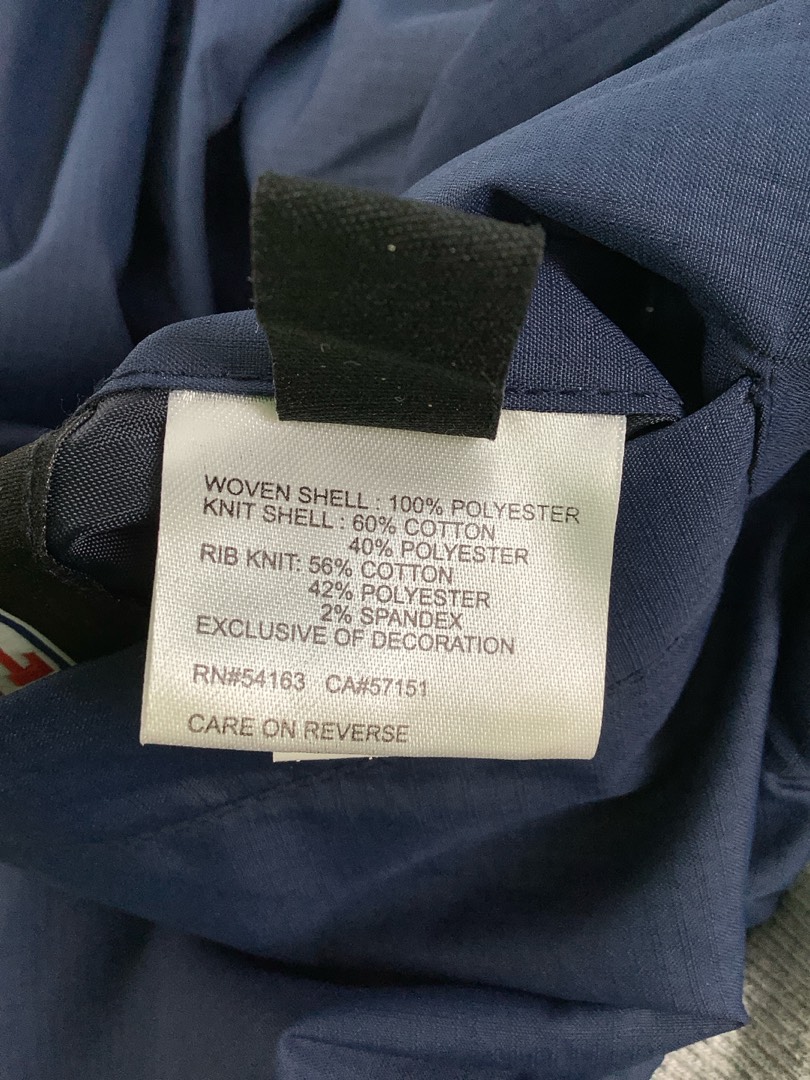 WOVEN SHELL : 100% POLYESTER
KNIT SHELL : 60% COTTON
40% POLYESTER
RIB KNIT: 56% COTTON
42% POLYESTER
2% SPANDEX
EXCLUSIVE OF DECORATION
RN#54163 CA#57151
CARE ON REVERSE